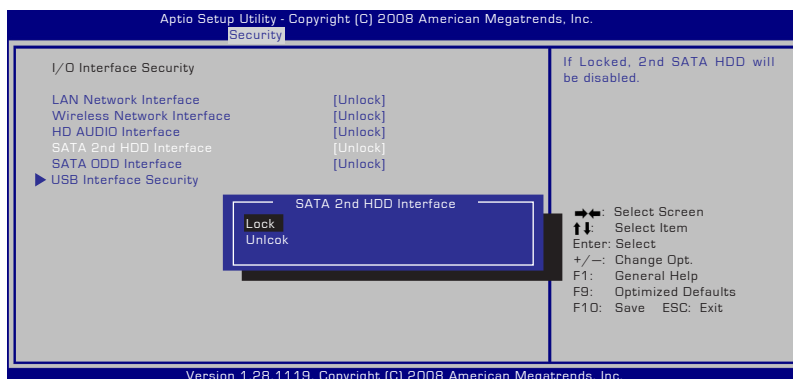 Aptio Setup Utility - Copyright (C) 2008 American Megatrends, Inc.
Security
I/O Interface Security
LAN Network Interface [Unlock]
Wireless Network Interface [Unlock]
HD AUDIO Interface [Unlock]
SATA 2nd HDD Interface [Unlock]
SATA ODD Interface [Unlock]
USB Interface Security
SATA 2nd HDD Interface
Lock
Unlcok
If Locked, 2nd SATA HDD will
be disabled.
→←: Select Screen
↑↓: Select Item
Enter: Select
+/—: Change Opt.
F1: General Help
F9: Optimized Defaults
F10: Save ESC: Exit
Version 1.28.1119. Copyright (C) 2008 American Megatrends, Inc.